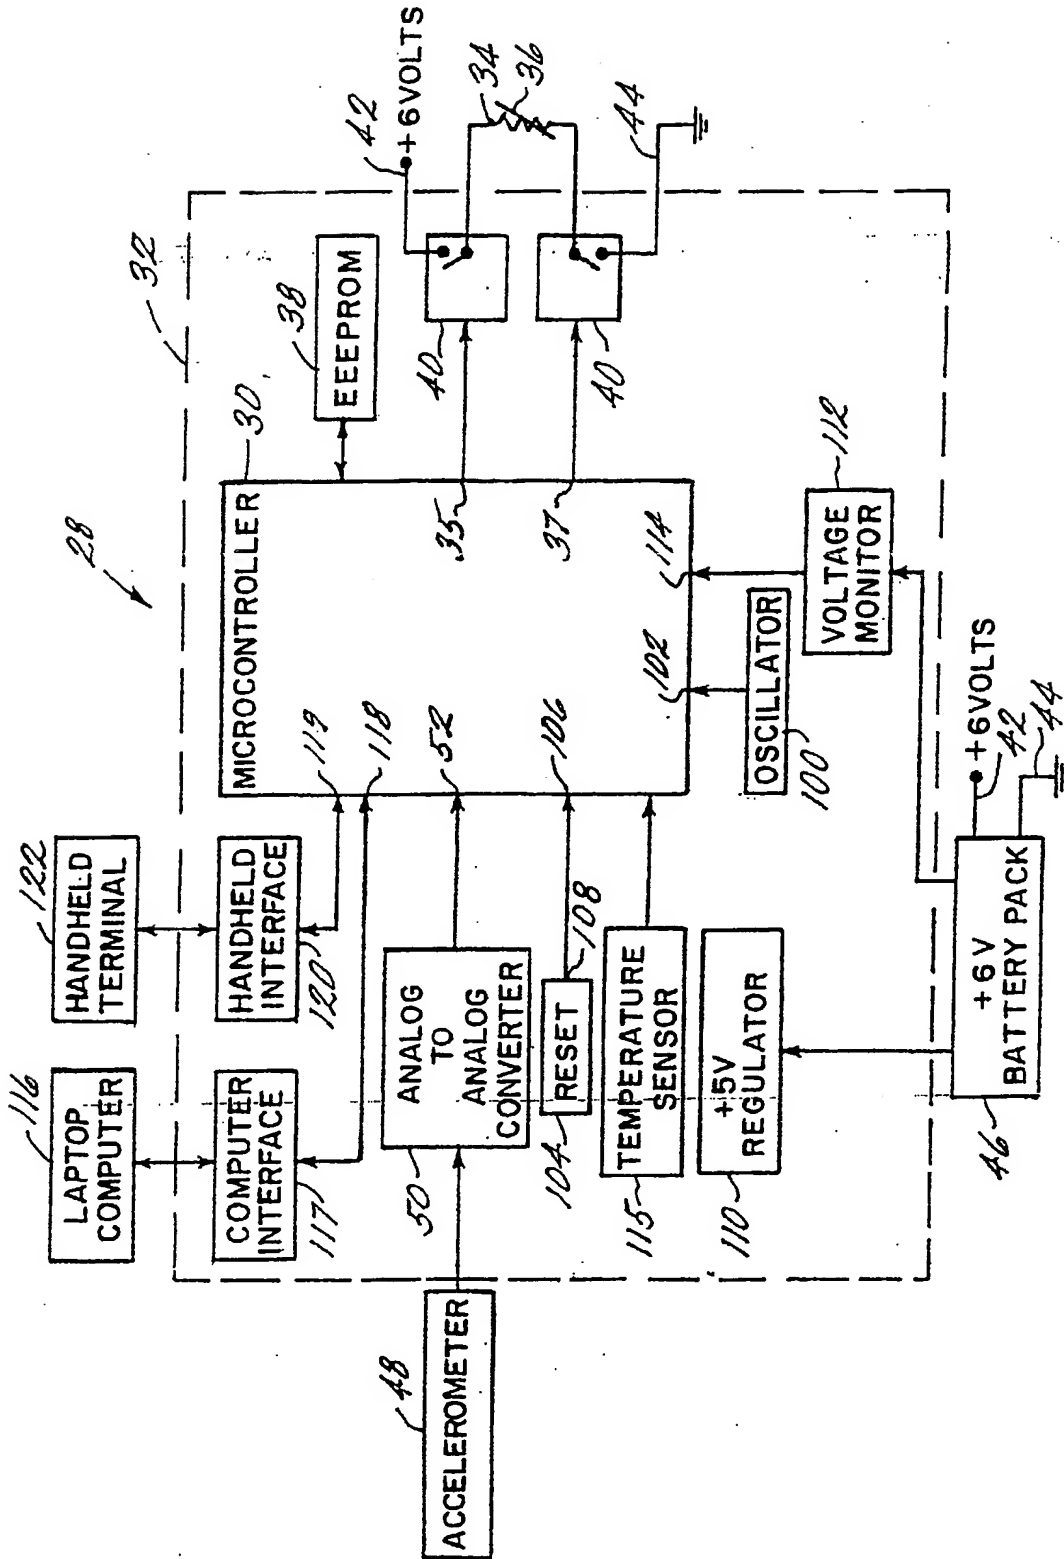 28
32
116
LAPTOP
COMPUTER
122
HANDHELD
TERMINAL
COMPUTER
INTERFACE
117
HANDHELD
INTERFACE
120
119
118
MICROCONTROLLER
30
38
EEEPROM
42
+6VOLTS
48
ACCELEROMETER
50
ANALOG
TO
ANALOG
CONVERTER
52
35
40
34
36
104
RESET
108
106
37
40
44
115
TEMPERATURE
SENSOR
102
114
110
+5V
REGULATOR
100
OSCILLATOR
VOLTAGE
MONITOR
112
46
+6V
BATTERY PACK
+6VOLTS
42
44